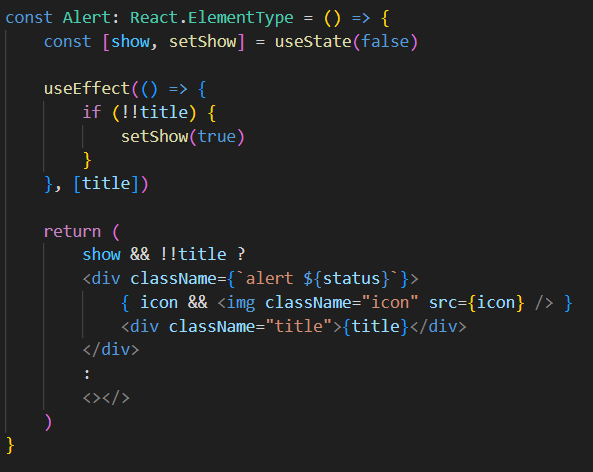 const Alert: React.ElementType = () => {
    const [show, setShow] = useState(false)

    useEffect(() => {
        if (!!title) {
            setShow(true)
        }
    }, [title])

    return (
        show && !!title ?
        <div className={`alert ${status}`}>
            { icon && <img className="icon" src={icon} /> }
            <div className="title">{title}</div>
        </div>
        :
        <></>
    )
}